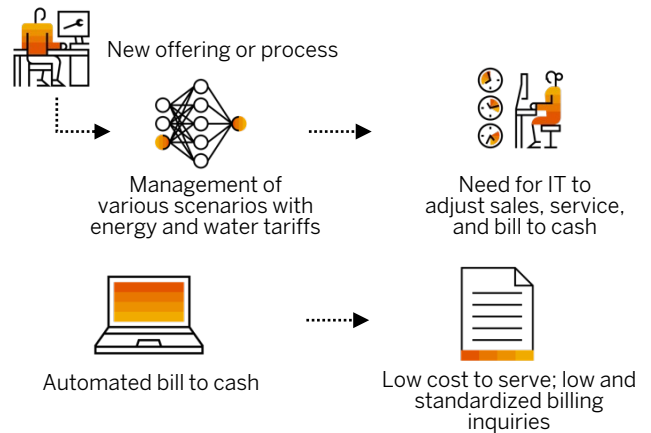 New offering or process
Management of
various scenarios with
energy and water tariffs
Need for IT to
adjust sales, service,
and bill to cash
Automated bill to cash
Low cost to serve; low and
standardized billing
inquiries